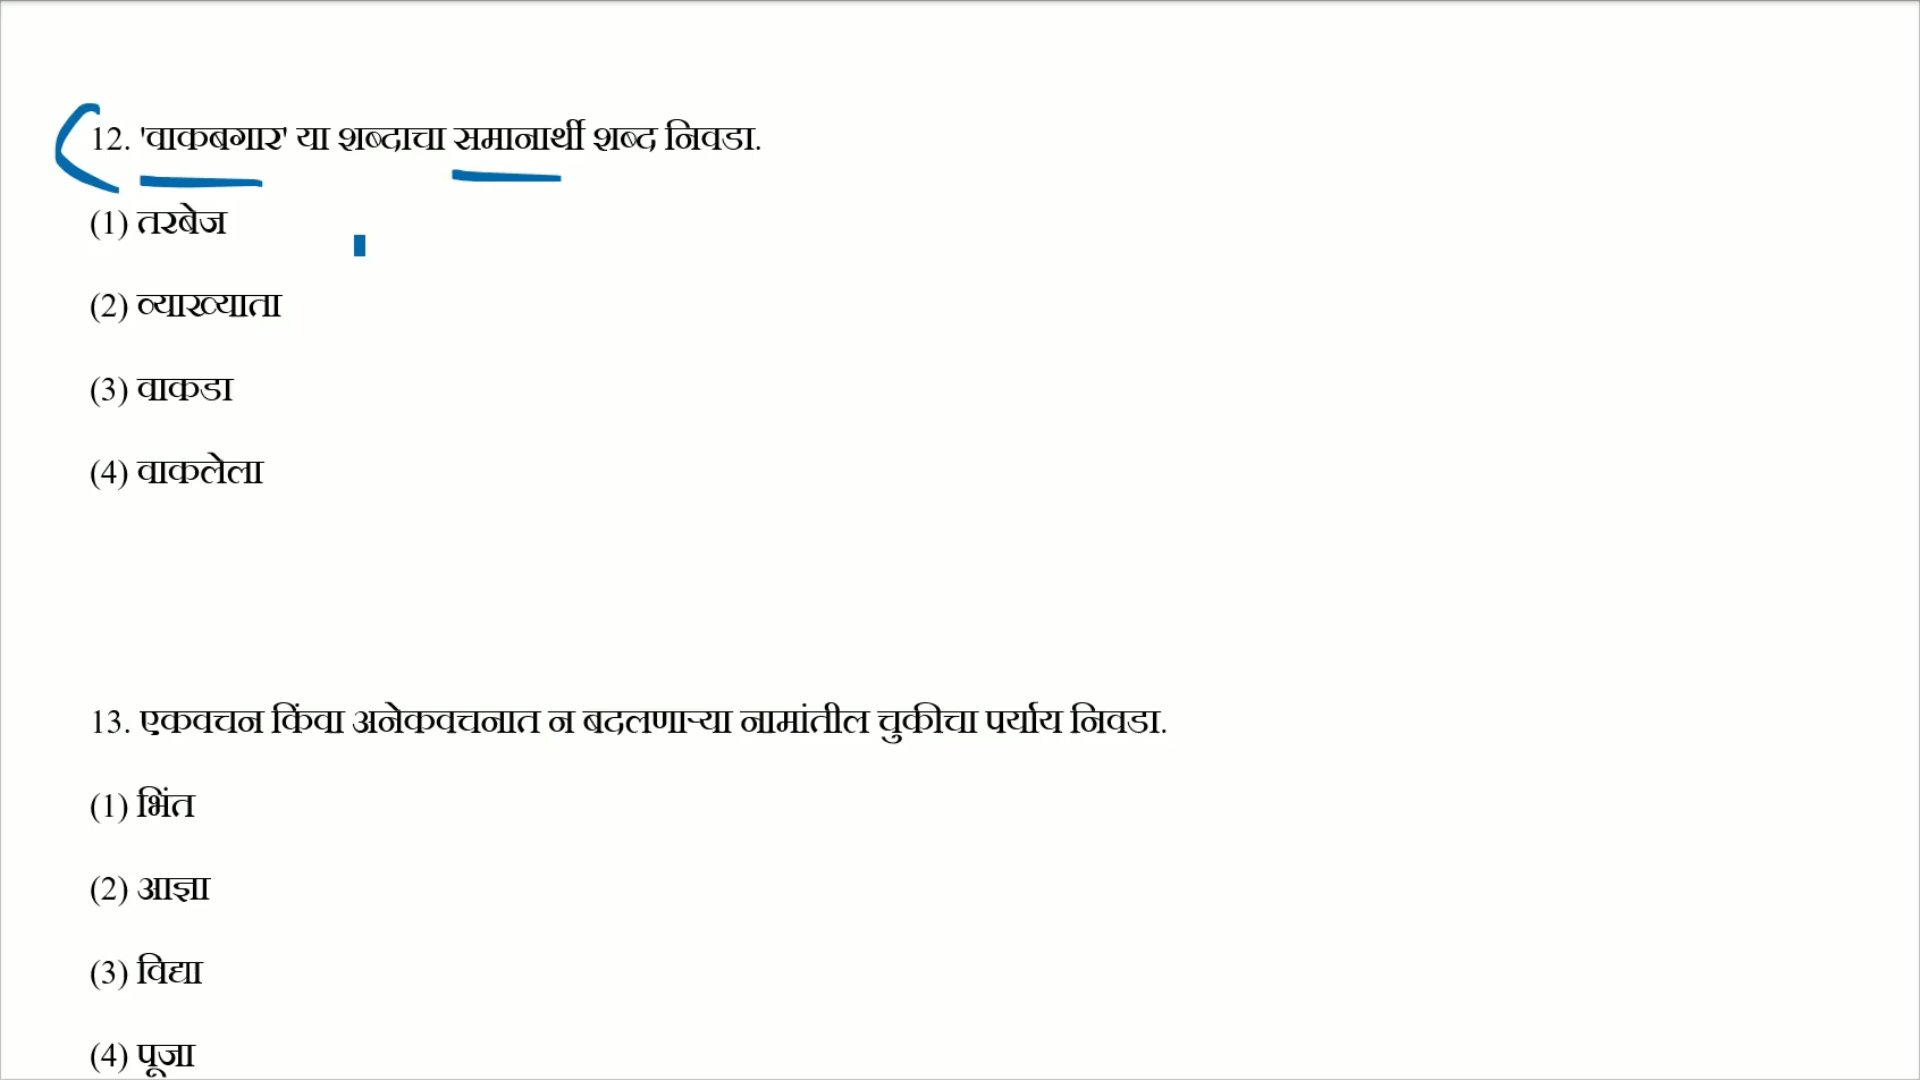 12. 'वाकबगार' या शब्दाचा समानार्थी शब्द निवडा.
(1) तरबेज
(2) व्याख्याता
(3) वाकडा
(4) वाकलेला
13. एकवचन किंवा अनेकवचनात न बदलणाऱ्या नामांतील चुकीचा पर्याय निवडा.
(1) भिंत
(2) आज्ञा
(3) विद्या
(4) पूजा